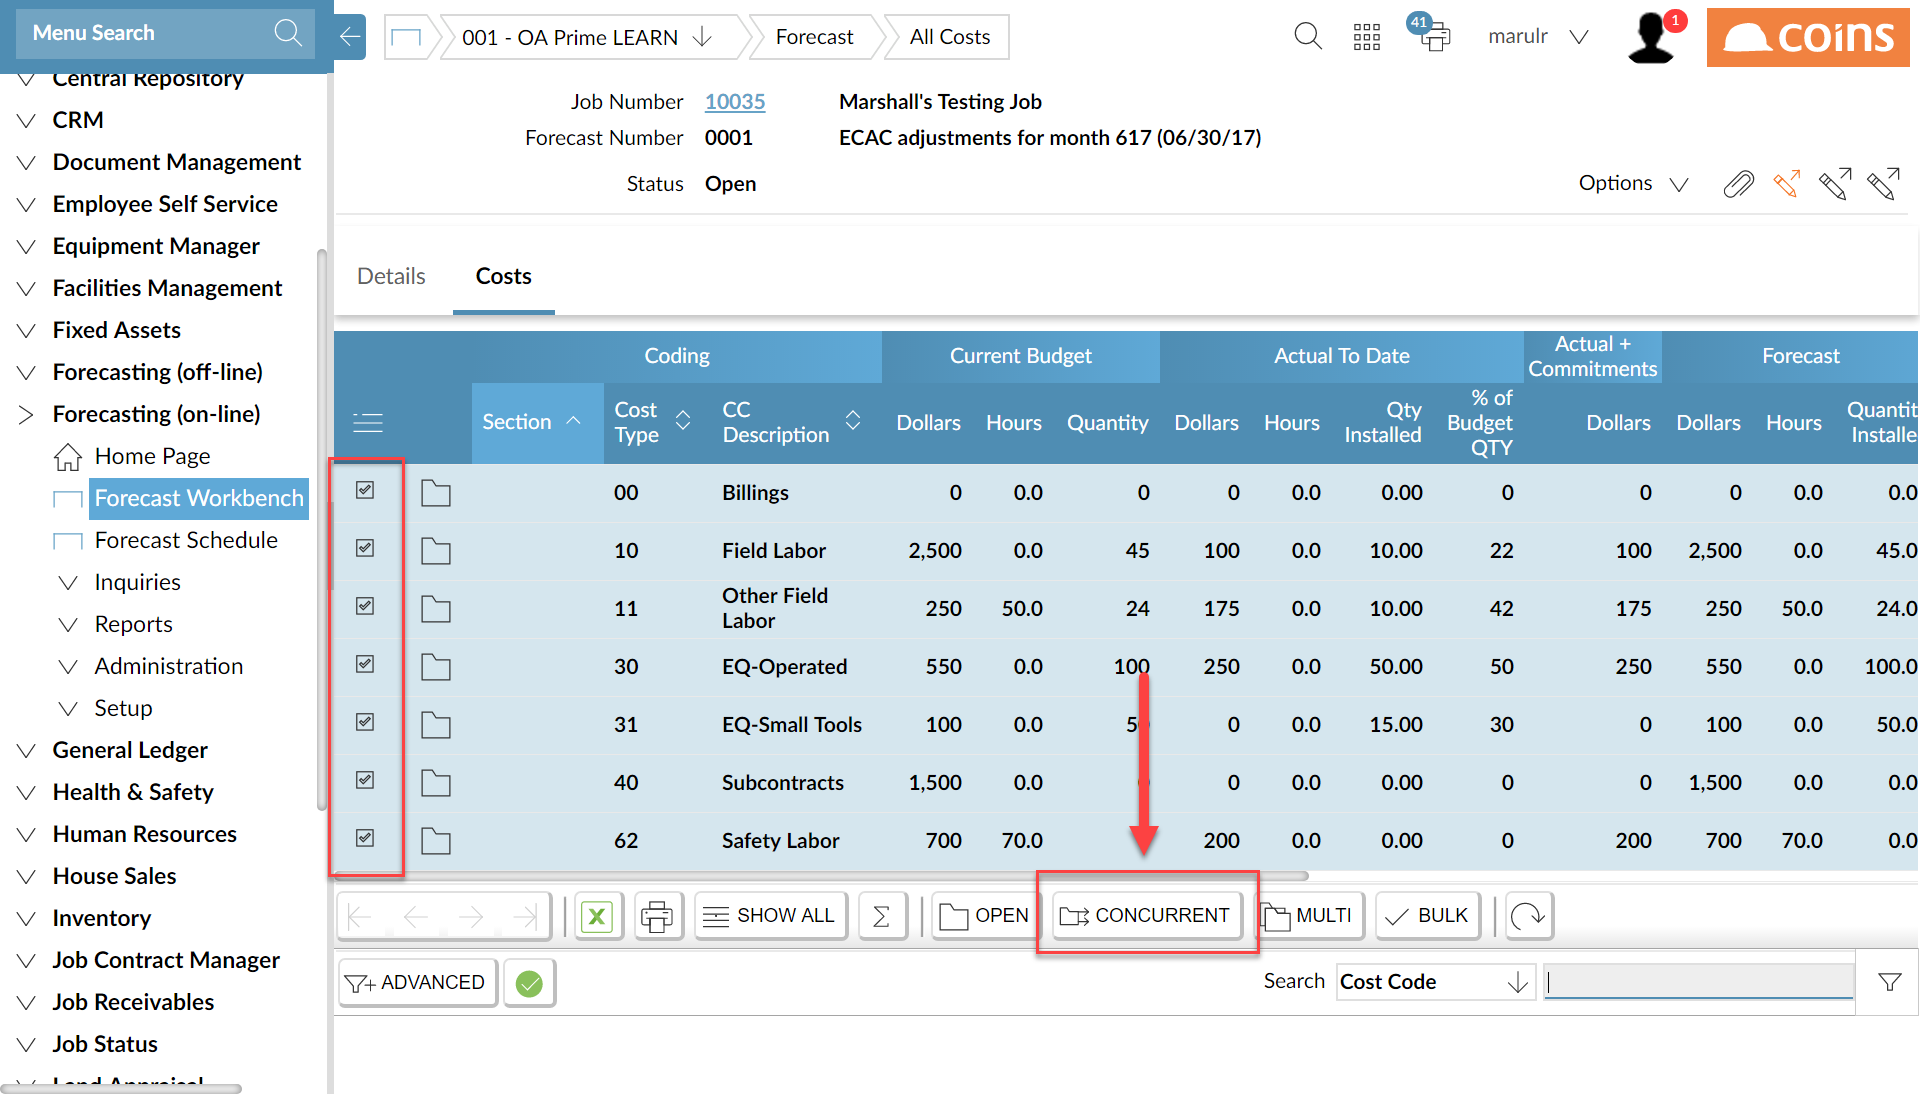 Menu Search
001 - OA Prime LEARN
Forecast
All Costs
41
marulr
1
coins
Central Repository
CRM
Document Management
Employee Self Service
Equipment Manager
Facilities Management
Fixed Assets
Forecasting (off-line)
Forecasting (on-line)
Home Page
Forecast Workbench
Forecast Schedule
Inquiries
Reports
Administration
Setup
General Ledger
Health & Safety
Human Resources
House Sales
Inventory
Job Contract Manager
Job Receivables
Job Status
Land Appraisal
Job Number 10035 Marshall's Testing Job
Forecast Number 0001 ECAC adjustments for month 617 (06/30/17)
Status Open
Options
Details Costs
Coding Current Budget Actual To Date Actual + Commitments Forecast
Section Cost Type CC Description Dollars Hours Quantity Dollars Hours Qty Installed % of Budget QTY Dollars Dollars Hours Quantit Installe
00 Billings 0 0.0 0 0 0.0 0.00 0 0 0 0.0 0.0
10 Field Labor 2,500 0.0 45 100 0.0 10.00 22 100 2,500 0.0 45.0
11 Other Field Labor 250 50.0 24 175 0.0 10.00 42 175 250 50.0 24.0
30 EQ-Operated 550 0.0 100 250 0.0 50.00 50 250 550 0.0 100.0
31 EQ-Small Tools 100 0.0 50 0 0.0 15.00 30 0 100 0.0 50.0
40 Subcontracts 1,500 0.0 0 0 0.0 0.00 0 0 1,500 0.0 0.0
62 Safety Labor 700 70.0 200 0.0 0.00 0 200 700 70.0 0.0
SHOW ALL Σ OPEN CONCURRENT MULTI BULK
ADVANCED
Search Cost Code